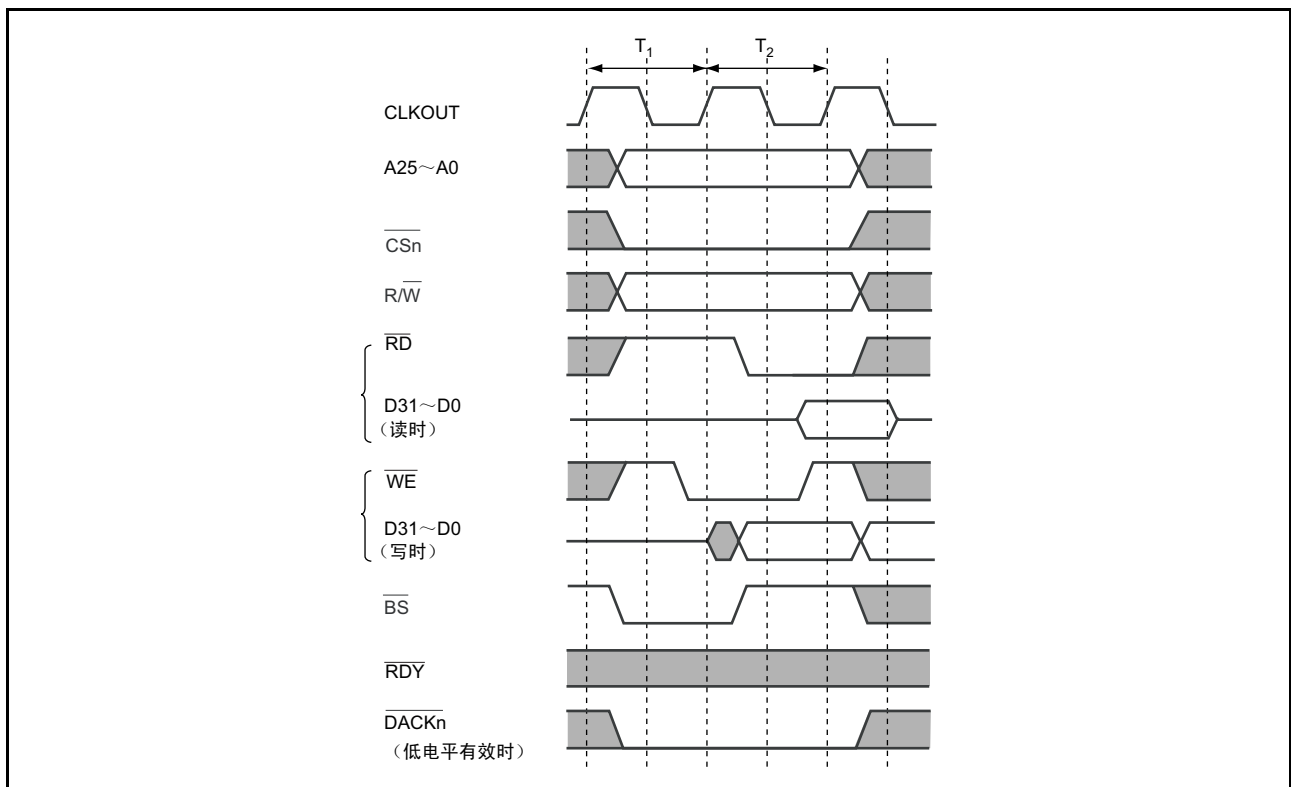 T1 T2
CLKOUT
A25～A0
CSn
R/W
RD
D31～D0
（读时）
WE
D31～D0
（写时）
BS
RDY
DACKn
（低电平有效时）